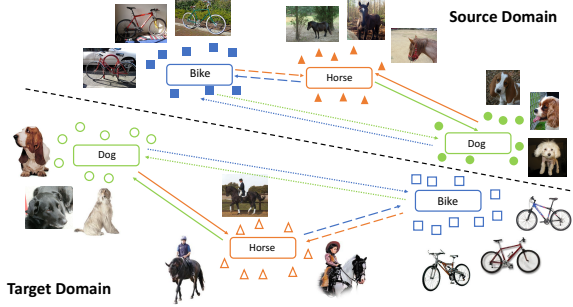 Source Domain
Bike
Horse
Dog
Dog
Bike
Horse
Target Domain